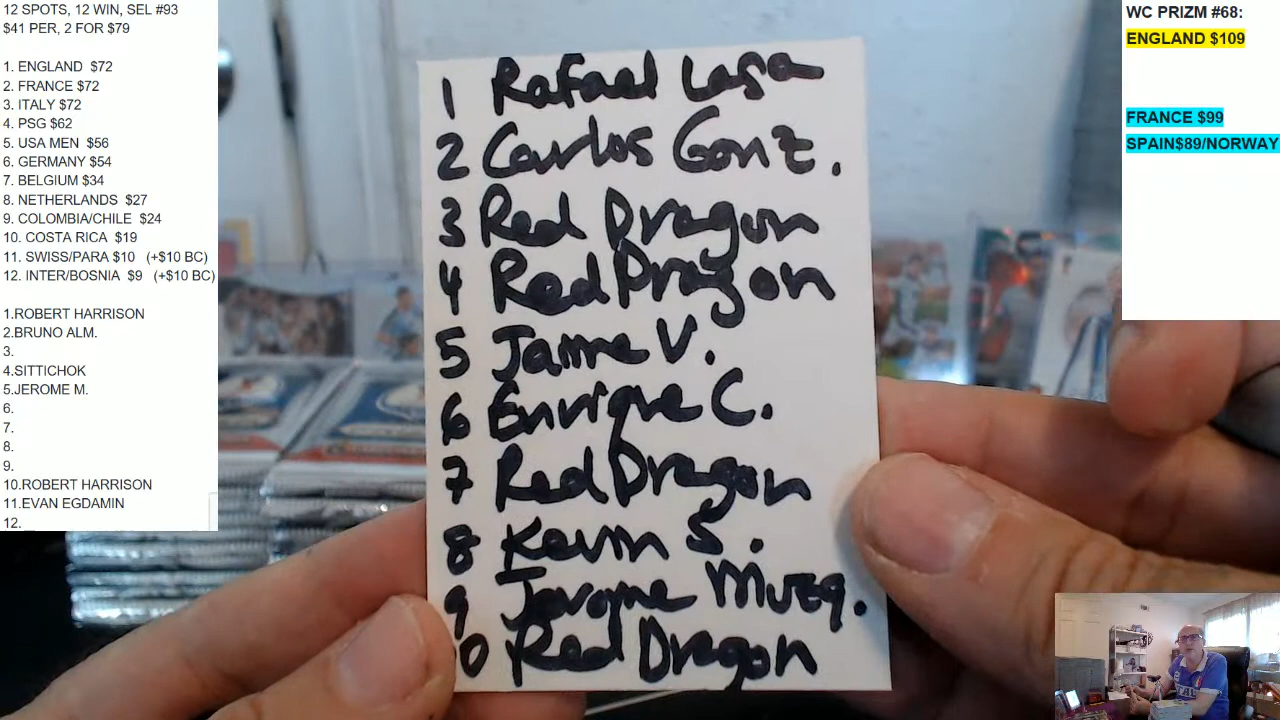 12 SPOTS, 12 WIN, SEL #93
$41 PER, 2 FOR $79
1. ENGLAND $72
2. FRANCE $72
3. ITALY $72
4. PSG $62
5. USA MEN $56
6. GERMANY $54
7. BELGIUM $34
8. NETHERLANDS $27
9. COLOMBIA/CHILE $24
10. COSTA RICA $19
11. SWISS/PARA $10 (+$10 BC)
12. INTER/BOSNIA $9 (+$10 BC)
1.ROBERT HARRISON
2.BRUNO ALM.
3.
4.SITTICHOK
5.JEROME M.
6.
7.
8.
9.
10.ROBERT HARRISON
11.EVAN EGDAMIN
12.
1 Rafael Lasa
2 Carlos Gonz.
3 Red Dragon
4 Red Dragon
5 Jaime V.
6 Enrique C.
7 Red Dragon
8 Kevin S.
9 Jerome Muzq.
10 Red Dragon
WC PRIZM #68:
ENGLAND $109
FRANCE $99
SPAIN$89/NORWAY